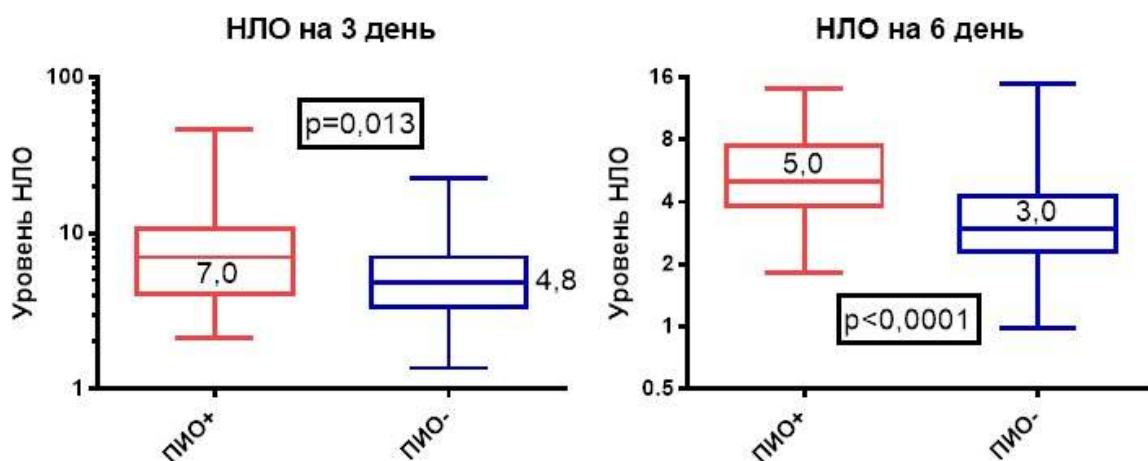 НЛО на 3 день
Уровень НЛО
100
10
1
p=0,013
7,0
4,8
ПИО+
ПИО-
НЛО на 6 день
Уровень НЛО
16
8
4
2
1
0.5
5,0
3,0
p<0,0001
ПИО+
ПИО-